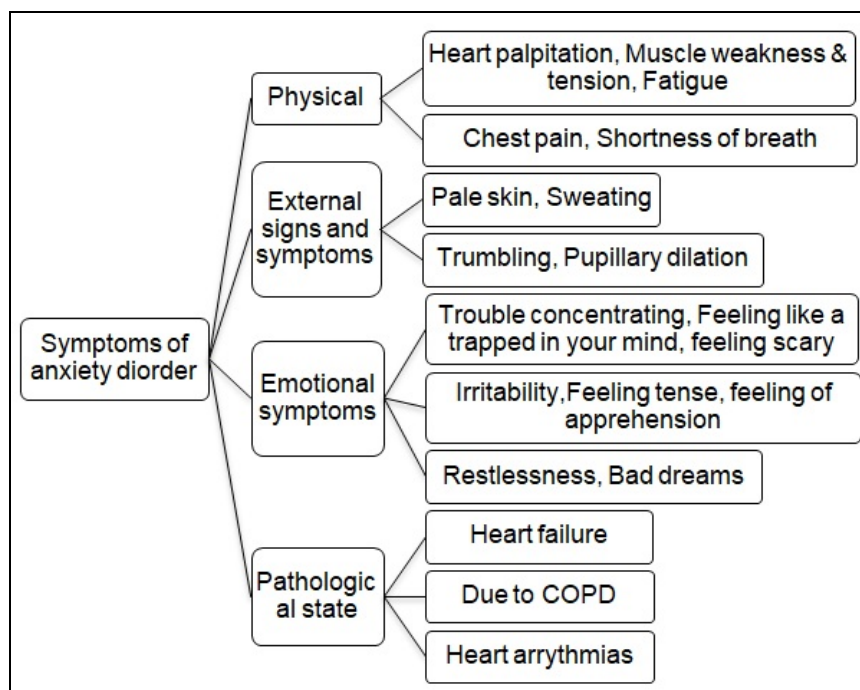 Symptoms of
anxiety diorder
Physical
Heart palpitation, Muscle weakness &
tension, Fatigue
Chest pain, Shortness of breath
External
signs and
symptoms
Pale skin, Sweating
Trumbling, Pupillary dilation
Emotional
symptoms
Trouble concentrating, Feeling like a
trapped in your mind, feeling scary
Irritability,Feeling tense, feeling of
apprehension
Restlessness, Bad dreams
Pathologic
al state
Heart failure
Due to COPD
Heart arrythmias